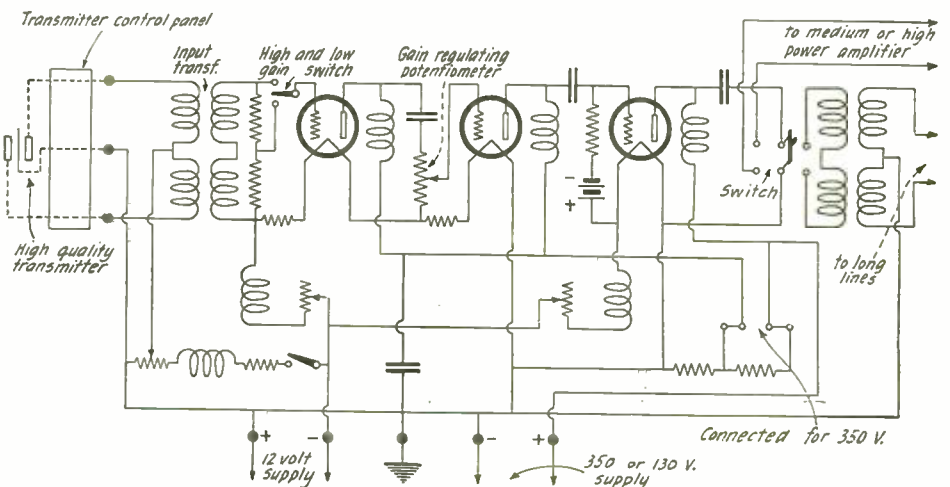 Transmitter control panel
Input
transf.
High and low
gain switch
Gain regulating
potentiometer
to medium or high
power amplifier
High quality
transmitter
-
+
Switch
to long
lines
Connected for 350 V.
+
-
12 volt
supply
-
+
350 or 130 V.
supply